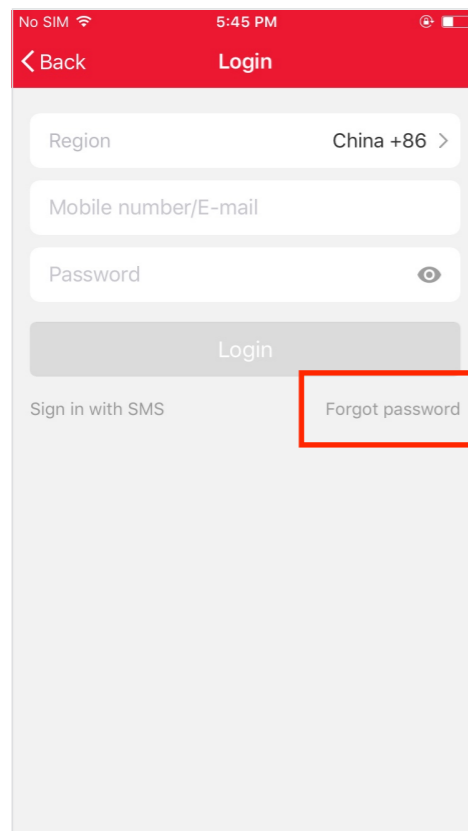 No SIM 5:45 PM
Back Login
Region China +86
Mobile number/E-mail
Password
Login
Sign in with SMS Forgot password